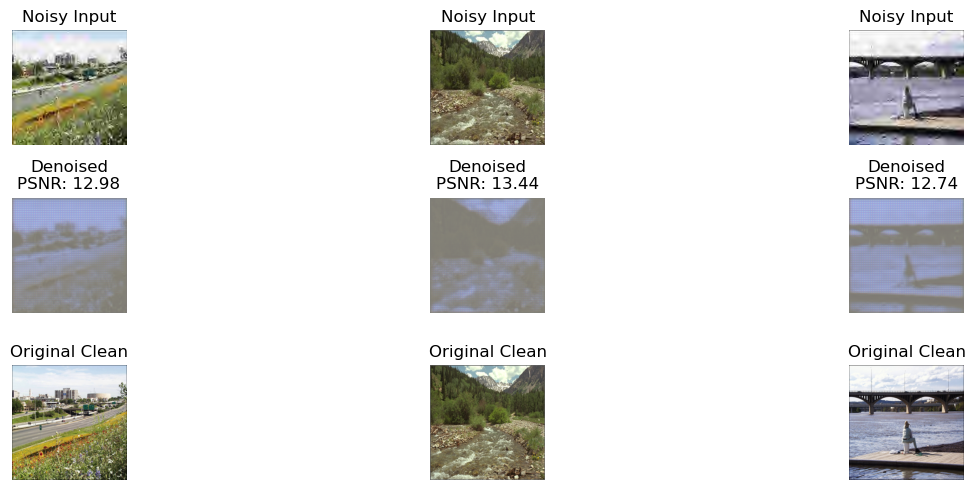 Noisy Input
Noisy Input
Noisy Input
Denoised
PSNR: 12.98
Denoised
PSNR: 13.44
Denoised
PSNR: 12.74
Original Clean
Original Clean
Original Clean